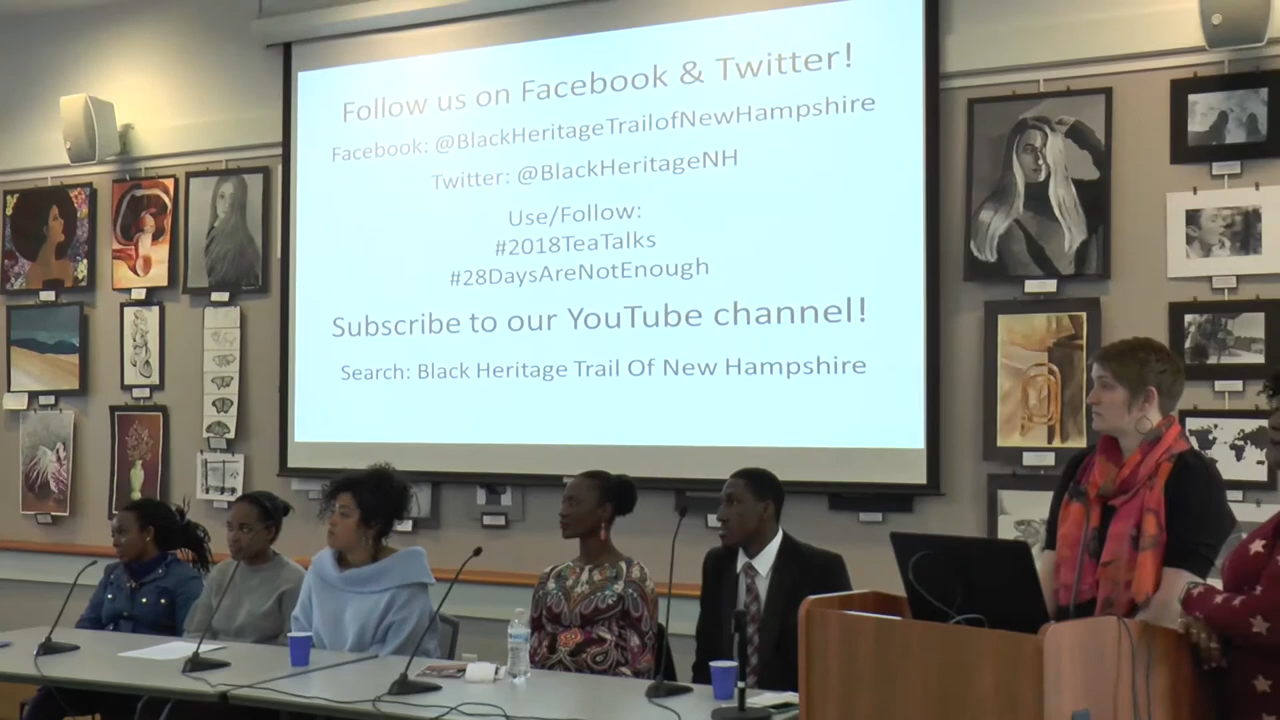 Follow us on Facebook & Twitter!
Facebook: @BlackHeritageTrailofNewHampshire
Twitter: @BlackHeritageNH
Use/Follow:
#2018TeaTalks
#28DaysAreNotEnough
Subscribe to our YouTube channel!
Search: Black Heritage Trail Of New Hampshire